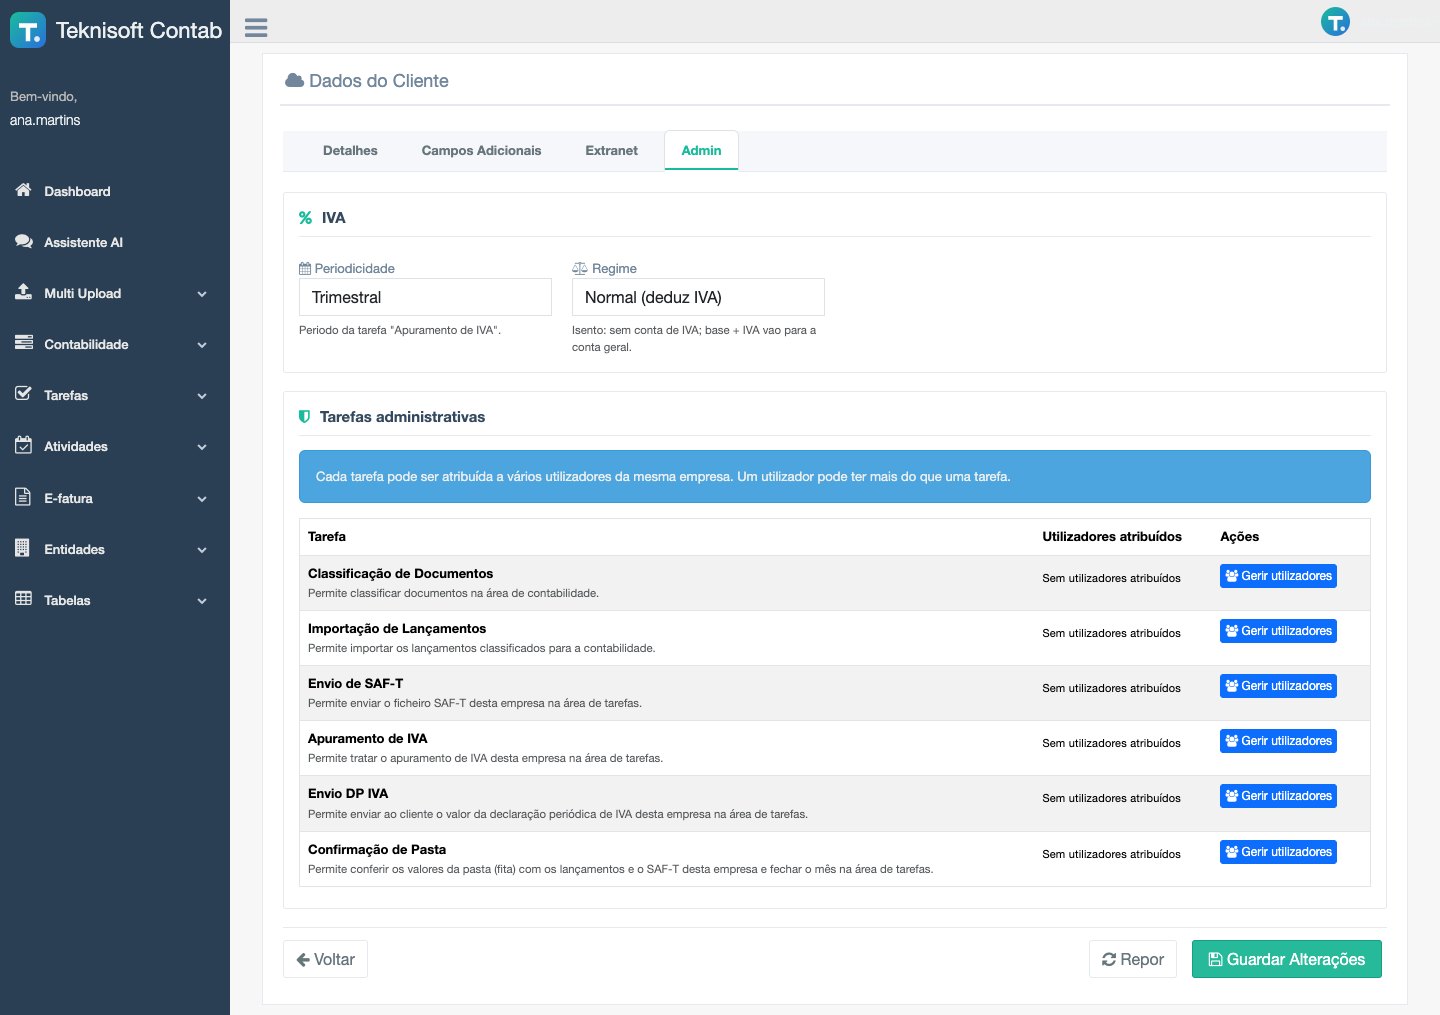 T. Teknisoft Contab
T.
Bem-vindo,
ana.martins
Dashboard
Assistente AI
Multi Upload
Contabilidade
Tarefas
Atividades
E-fatura
Entidades
Tabelas
Dados do Cliente
Detalhes Campos Adicionais Extranet Admin
% IVA
Periodicidade Regime
Trimestral Normal (deduz IVA)
Periodo da tarefa "Apuramento de IVA". Isento: sem conta de IVA; base + IVA vao para a
conta geral.
Tarefas administrativas
Cada tarefa pode ser atribuída a vários utilizadores da mesma empresa. Um utilizador pode ter mais do que uma tarefa.
Tarefa Utilizadores atribuídos Ações
Classificação de Documentos
Permite classificar documentos na área de contabilidade.
Sem utilizadores atribuídos Gerir utilizadores
Importação de Lançamentos
Permite importar os lançamentos classificados para a contabilidade.
Sem utilizadores atribuídos Gerir utilizadores
Envio de SAF-T
Permite enviar o ficheiro SAF-T desta empresa na área de tarefas.
Sem utilizadores atribuídos Gerir utilizadores
Apuramento de IVA
Permite tratar o apuramento de IVA desta empresa na área de tarefas.
Sem utilizadores atribuídos Gerir utilizadores
Envio DP IVA
Permite enviar ao cliente o valor da declaração periódica de IVA desta empresa na área de tarefas.
Sem utilizadores atribuídos Gerir utilizadores
Confirmação de Pasta
Permite conferir os valores da pasta (fita) com os lançamentos e o SAF-T desta empresa e fechar o mês na área de tarefas.
Sem utilizadores atribuídos Gerir utilizadores
Voltar Repor Guardar Alterações